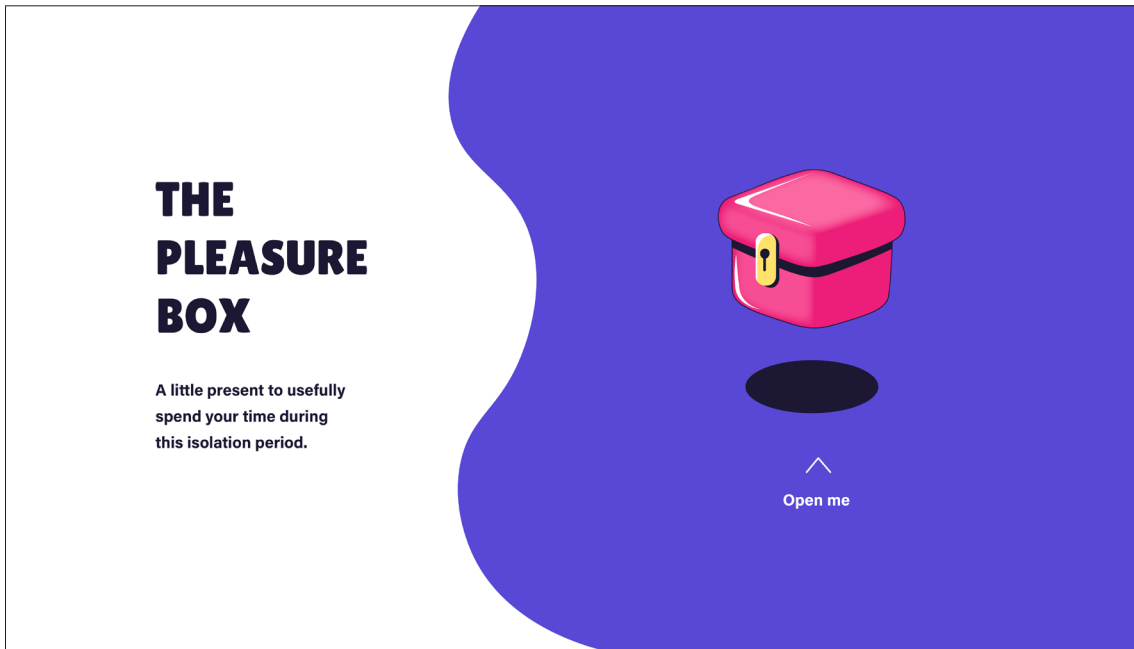 THE
PLEASURE
BOX
A little present to usefully
spend your time during
this isolation period.
Open me